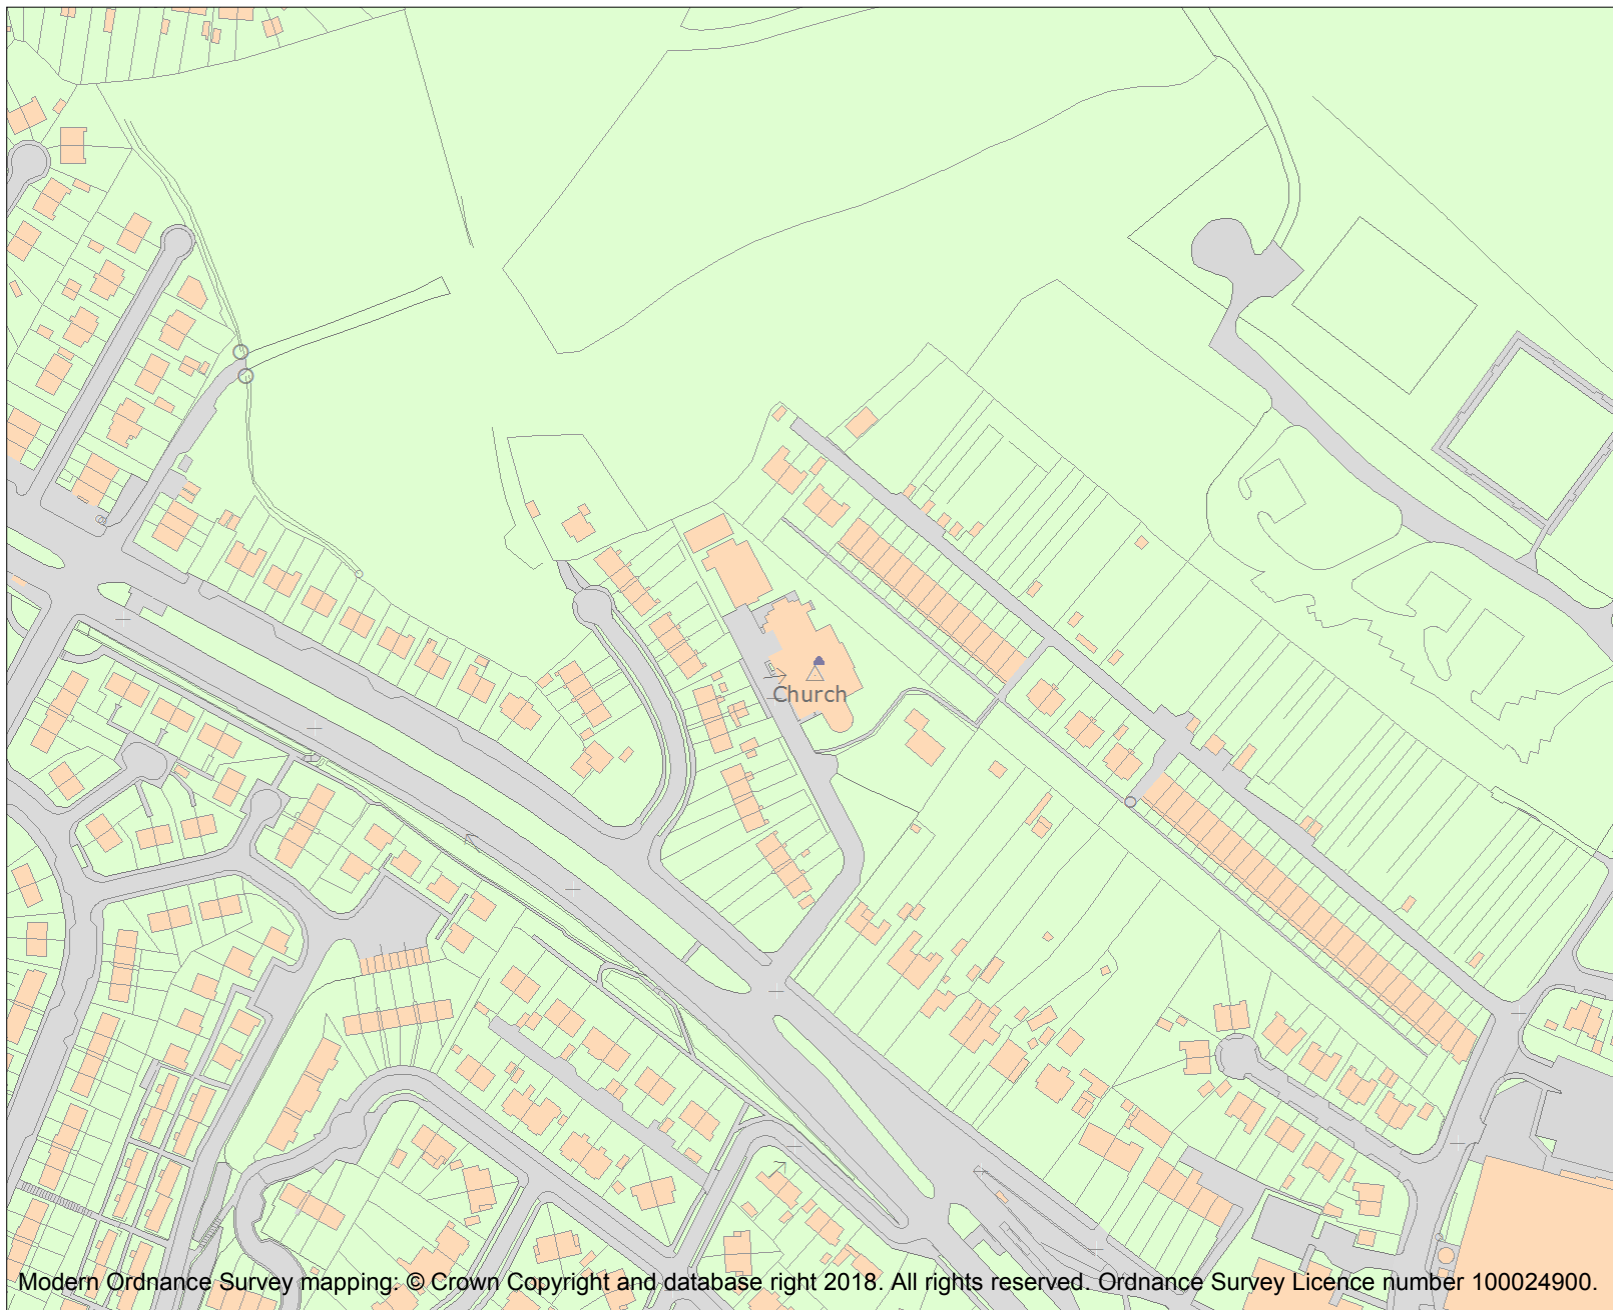 Church
Modern Ordnance Survey mapping: © Crown Copyright and database right 2018. All rights reserved. Ordnance Survey Licence number 100024900.